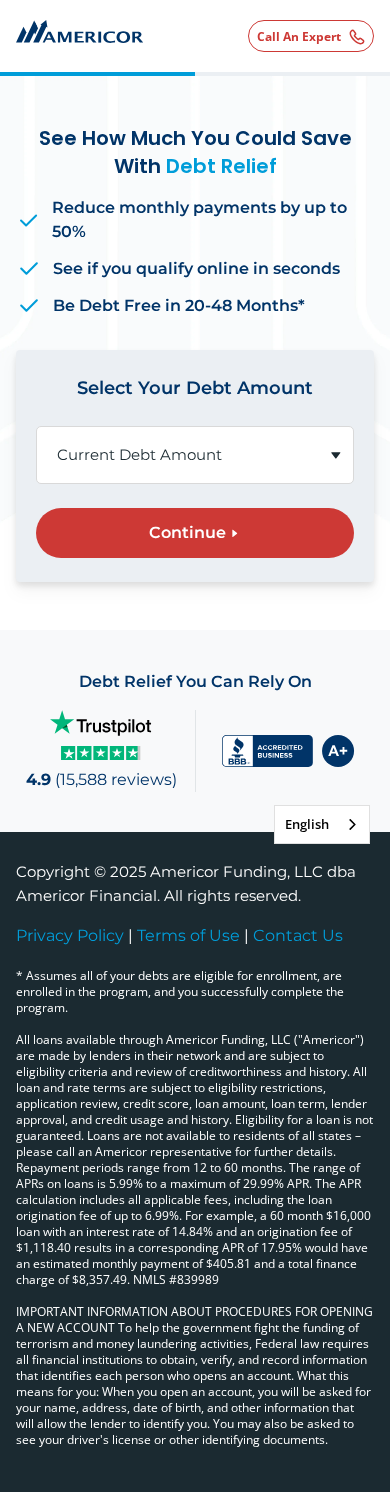 AMERICOR
Call An Expert
See How Much You Could Save
With Debt Relief
Reduce monthly payments by up to
50%
See if you qualify online in seconds
Be Debt Free in 20-48 Months*
Select Your Debt Amount
Current Debt Amount
Continue
Debt Relief You Can Rely On
Trustpilot
4.9 (15,588 reviews)
BBB
ACCREDITED
BUSINESS
A+
English
Copyright © 2025 Americor Funding, LLC dba
Americor Financial. All rights reserved.
Privacy Policy | Terms of Use | Contact Us
* Assumes all of your debts are eligible for enrollment, are
enrolled in the program, and you successfully complete the
program.
All loans available through Americor Funding, LLC ("Americor")
are made by lenders in their network and are subject to
eligibility criteria and review of creditworthiness and history. All
loan and rate terms are subject to eligibility restrictions,
application review, credit score, loan amount, loan term, lender
approval, and credit usage and history. Eligibility for a loan is not
guaranteed. Loans are not available to residents of all states –
please call an Americor representative for further details.
Repayment periods range from 12 to 60 months. The range of
APRs on loans is 5.99% to a maximum of 29.99% APR. The APR
calculation includes all applicable fees, including the loan
origination fee of up to 6.99%. For example, a 60 month $16,000
loan with an interest rate of 14.84% and an origination fee of
$1,118.40 results in a corresponding APR of 17.95% would have
an estimated monthly payment of $405.81 and a total finance
charge of $8,357.49. NMLS #839989
IMPORTANT INFORMATION ABOUT PROCEDURES FOR OPENING
A NEW ACCOUNT To help the government fight the funding of
terrorism and money laundering activities, Federal law requires
all financial institutions to obtain, verify, and record information
that identifies each person who opens an account. What this
means for you: When you open an account, you will be asked for
your name, address, date of birth, and other information that
will allow the lender to identify you. You may also be asked to
see your driver's license or other identifying documents.